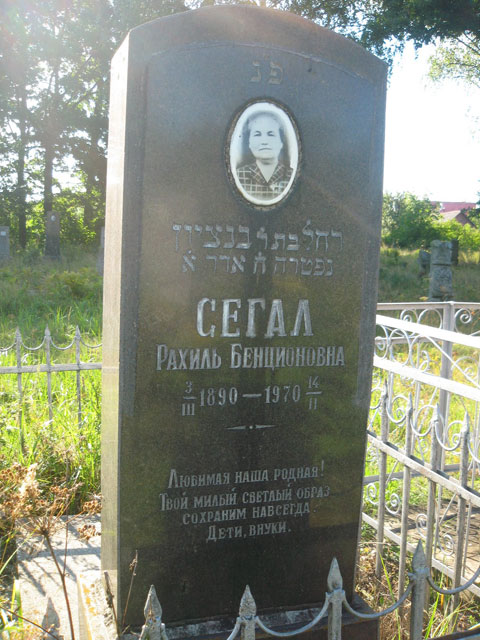 פ נ
רחל בת ר בנציון
נפטרה ח אדר א
СЕГАЛ
РАХИЛЬ БЕНЦИОНОВНА
3/III 1890 — 1970 14/II
ЛЮБИМАЯ НАША РОДНАЯ!
ТВОЙ МИЛЫЙ СВЕТЛЫЙ ОБРАЗ
СОХРАНИМ НАВСЕГДА
ДЕТИ, ВНУКИ.